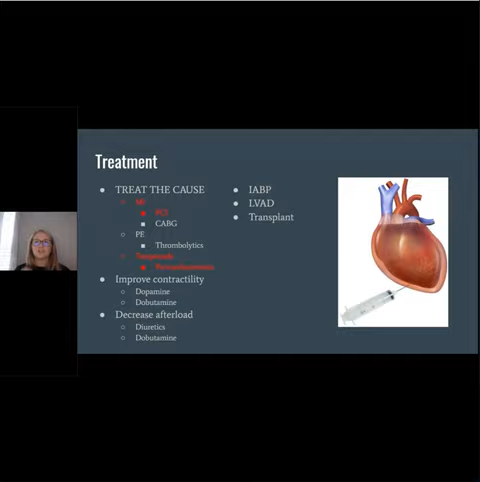 Treatment
TREAT THE CAUSE
MI
PCI
CABG
PE
Thrombolytics
Tamponade
Pericardiocentesis
Improve contractility
Dopamine
Dobutamine
Decrease afterload
Diuretics
Dobutamine
IABP
LVAD
Transplant